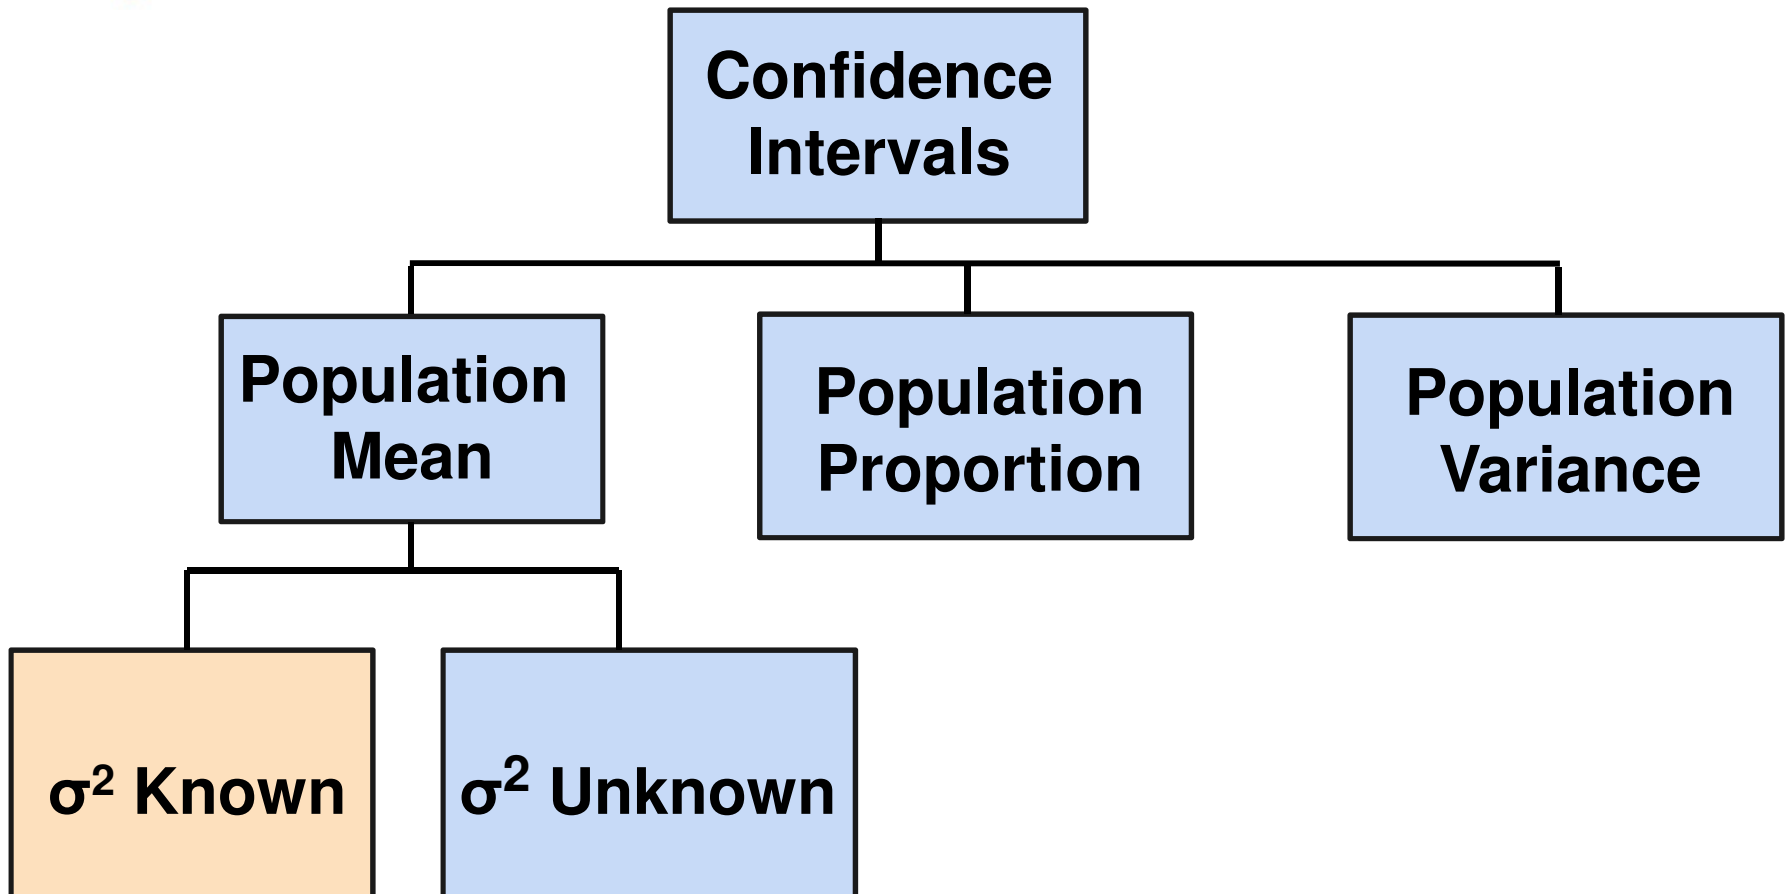 Confidence
Intervals
Population
Mean
Population
Proportion
Population
Variance
σ² Known
σ² Unknown